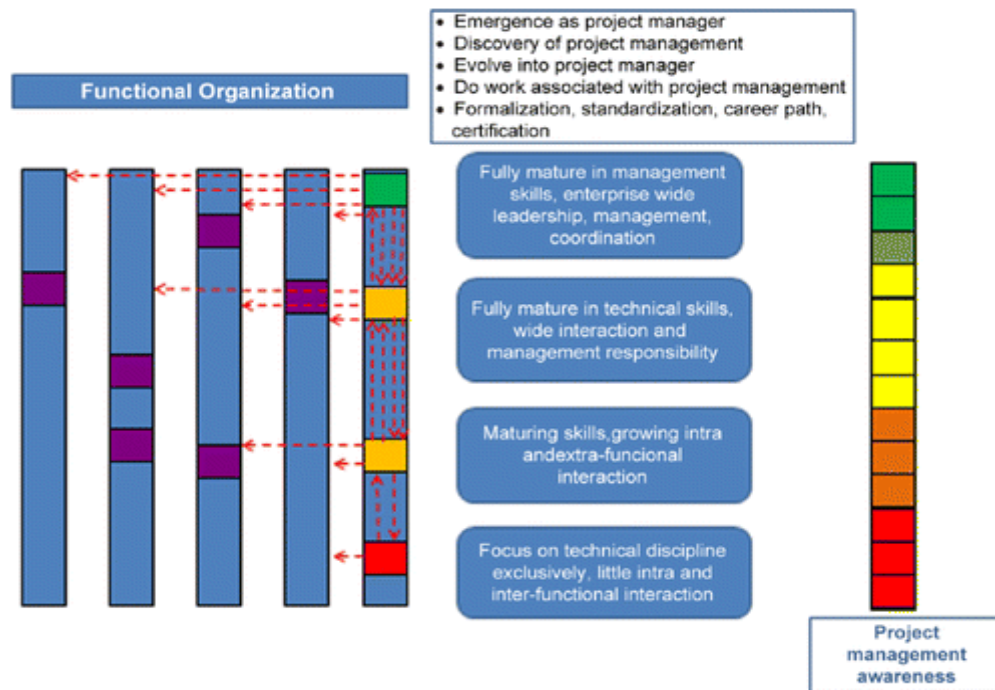 • Emergence as project manager
• Discovery of project management
• Evolve into project manager
• Do work associated with project management
• Formalization, standardization, career path,
certification
Functional Organization
Fully mature in management
skills, enterprise wide
leadership, management,
coordination
Fully mature in technical skills,
wide interaction and
management responsibility
Maturing skills,growing intra
andextra-funcional
interaction
Focus on technical discipline
exclusively, little intra and
inter-functional interaction
Project
management
awareness